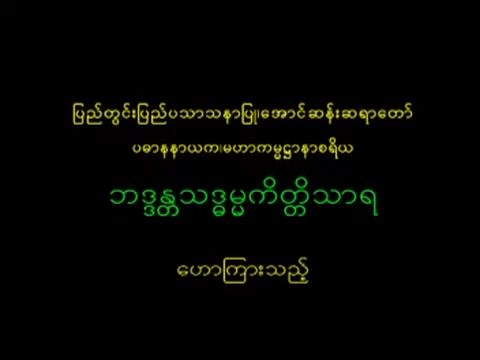 ပြည်တွင်းပြည်ပသာသနာပြု၊အောင်ဆန်းဆရာတော်
ပဓာနနာယက၊မဟာကမ္မဋ္ဌာနာစရိယ
ဘဒ္ဒန္တသဒ္ဓမ္မကိတ္တိသာရ
ဟောကြားသည့်